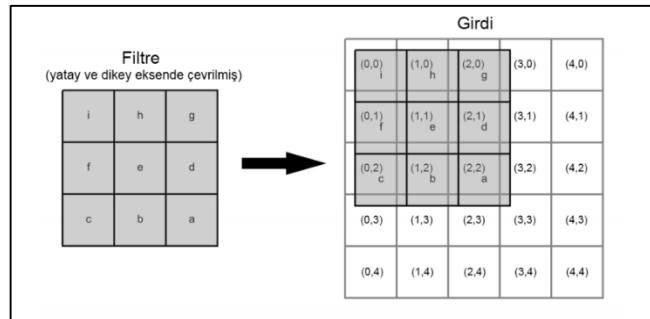 Filtre
(yatay ve dikey eksende çevrilmiş)
i h g
f e d
c b a
Girdi
(0,0) (1,0) (2,0) (3,0) (4,0)
i h g
(0,1) (1,1) (2,1) (3,1) (4,1)
f e d
(0,2) (1,2) (2,2) (3,2) (4,2)
c b a
(0,3) (1,3) (2,3) (3,3) (4,3)
(0,4) (1,4) (2,4) (3,4) (4,4)